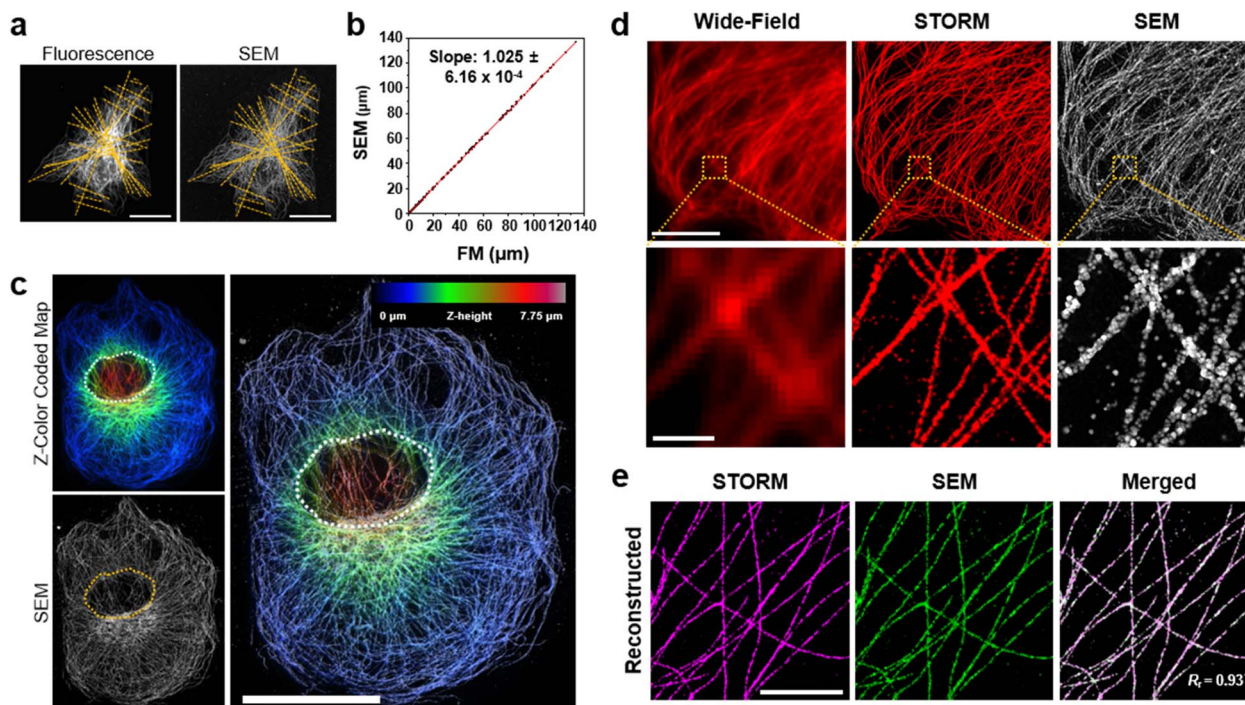 a
Fluorescence
SEM
b
Slope: 1.025 ±
6.16 x 10⁻⁴
SEM (µm)
140
120
100
80
60
40
20
0
0 20 40 60 80 100 120 140
FM (µm)
c
Z-Color Coded Map
SEM
0 µm Z-height 7.75 µm
d
Wide-Field
STORM
SEM
e
STORM
SEM
Merged
Reconstructed
Rᵣ = 0.93